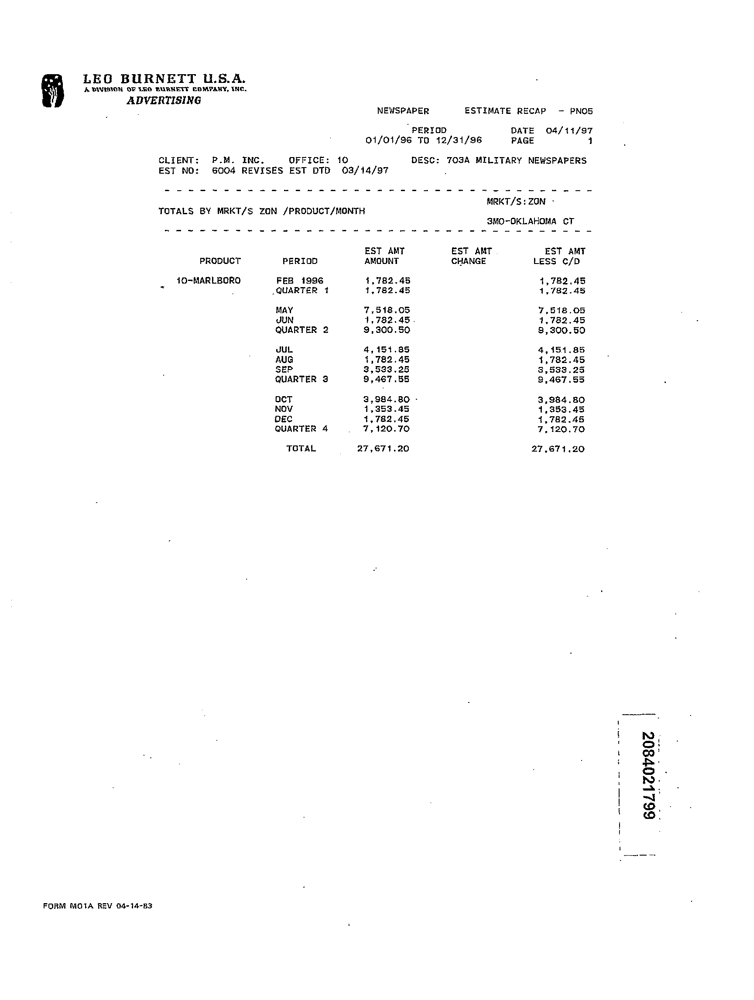 LEO BURNETT U.S.A.
A DIVISION OF LEO BURNETT COMPANY, INC.
ADVERTISING
NEWSPAPER ESTIMATE RECAP - PN05
PERIOD DATE 04/11/97
01/01/96 TO 12/31/96 PAGE 1
CLIENT: P.M. INC. OFFICE: 10 DESC: 703A MILITARY NEWSPAPERS
EST NO: 6004 REVISES EST DTD 03/14/97
MRKT/S:ZON
TOTALS BY MRKT/S ZON /PRODUCT/MONTH
3MO-OKLAHOMA CT
EST AMT EST AMT EST AMT
PRODUCT PERIOD AMOUNT CHANGE LESS C/D
10-MARLBORO FEB 1996 1,782.45 1,782.45
QUARTER 1 1,782.45 1,782.45
MAY 7,518.05 7,518.05
JUN 1,782.45 1,782.45
QUARTER 2 9,300.50 9,300.50
JUL 4,151.85 4,151.85
AUG 1,782.45 1,782.45
SEP 3,533.25 3,533.25
QUARTER 3 9,467.55 9,467.55
OCT 3,984.80 3,984.80
NOV 1,353.45 1,353.45
DEC 1,782.45 1,782.45
QUARTER 4 7,120.70 7,120.70
TOTAL 27,671.20 27,671.20
2084021799
FORM M01A REV 04-14-83